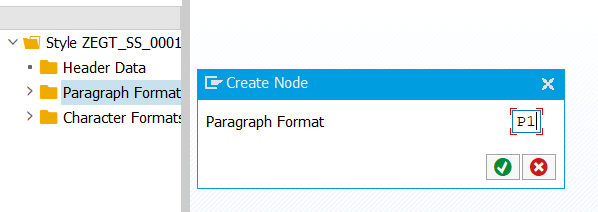 Style ZEGT_SS_0001
Header Data
Paragraph Format
Character Formats
Create Node
Paragraph Format P1